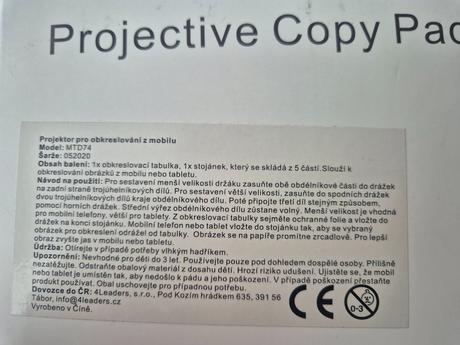 Projective Copy Pad
Projektor pro obkreslování z mobilu
Model: MTD74
Šarže: 052020
Obsah balení: 1x obkreslovací tabulka, 1x stojánek, který se skládá z 5 částí.Slouží k
obkreslování obrázků z mobilu nebo tabletu.
Návod na použití: Pro sestavení menší velikosti držáku zasuňte obě obdélníkové části do drážek
na zadní straně trojúhelníkových dílů. Pro sestavení větší velikosti, zasuňte do spodních drážek
dvou trojúhelníkových dílů kraje obdélníkového dílu. Poté připojte třetí díl stejným způsobem,
pomocí horních drážek. Střední výřez obdélníkového dílu zůstane volný. Menší velikost je vhodná
pro mobilní telefony, větší pro tablety. Z obkreslovací tabulky sejměte ochranné folie a vložte do
drážek na konci stojánku. Mobilní telefon nebo tablet vložte do stojánku tak, aby se vybraný
obrázek pro obkreslení odrážel od tabulky. Obrázek se na papíře promítne zrcadlově. Pro lepší
obraz zvyšte jas v mobilu či tabletu.
Údržba: Otírejte v případě potřeby vlhkým hadříkem.
Upozornění: Nevhodné pro děti do 3 let. Používejte pouze pod dohledem dospělé osoby. Přílišně
nezatěžujte. Odstraňte obalový materiál z dosahu dětí. Hrozí riziko udušení. Ujistěte se, že mobil
nebo tablet je umístěn tak, aby nedošlo k pádu a jeho poškození. V případě poškození přestaňte
produkt používat. Obal uschovejte pro případnou potřebu.
Dovozce do ČR: 4Leaders, s.r.o., Pod Kozím hrádkem 635, 391 56
Tábor, info@4leaders.cz
Vyrobeno v Číně.
CE
0-3